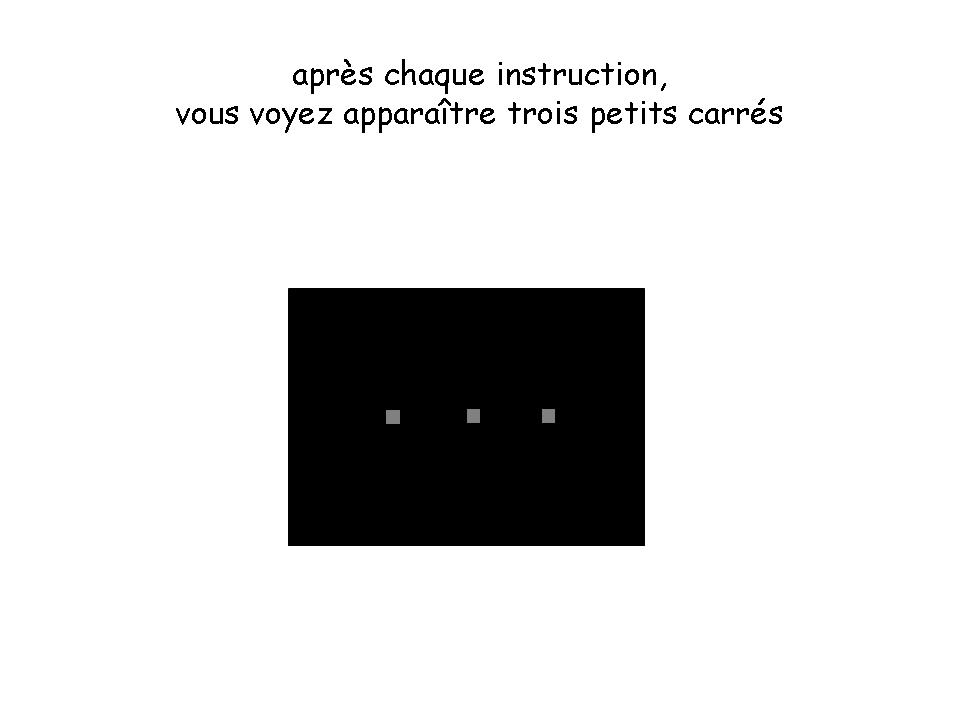 après chaque instruction,
vous voyez apparaître trois petits carrés